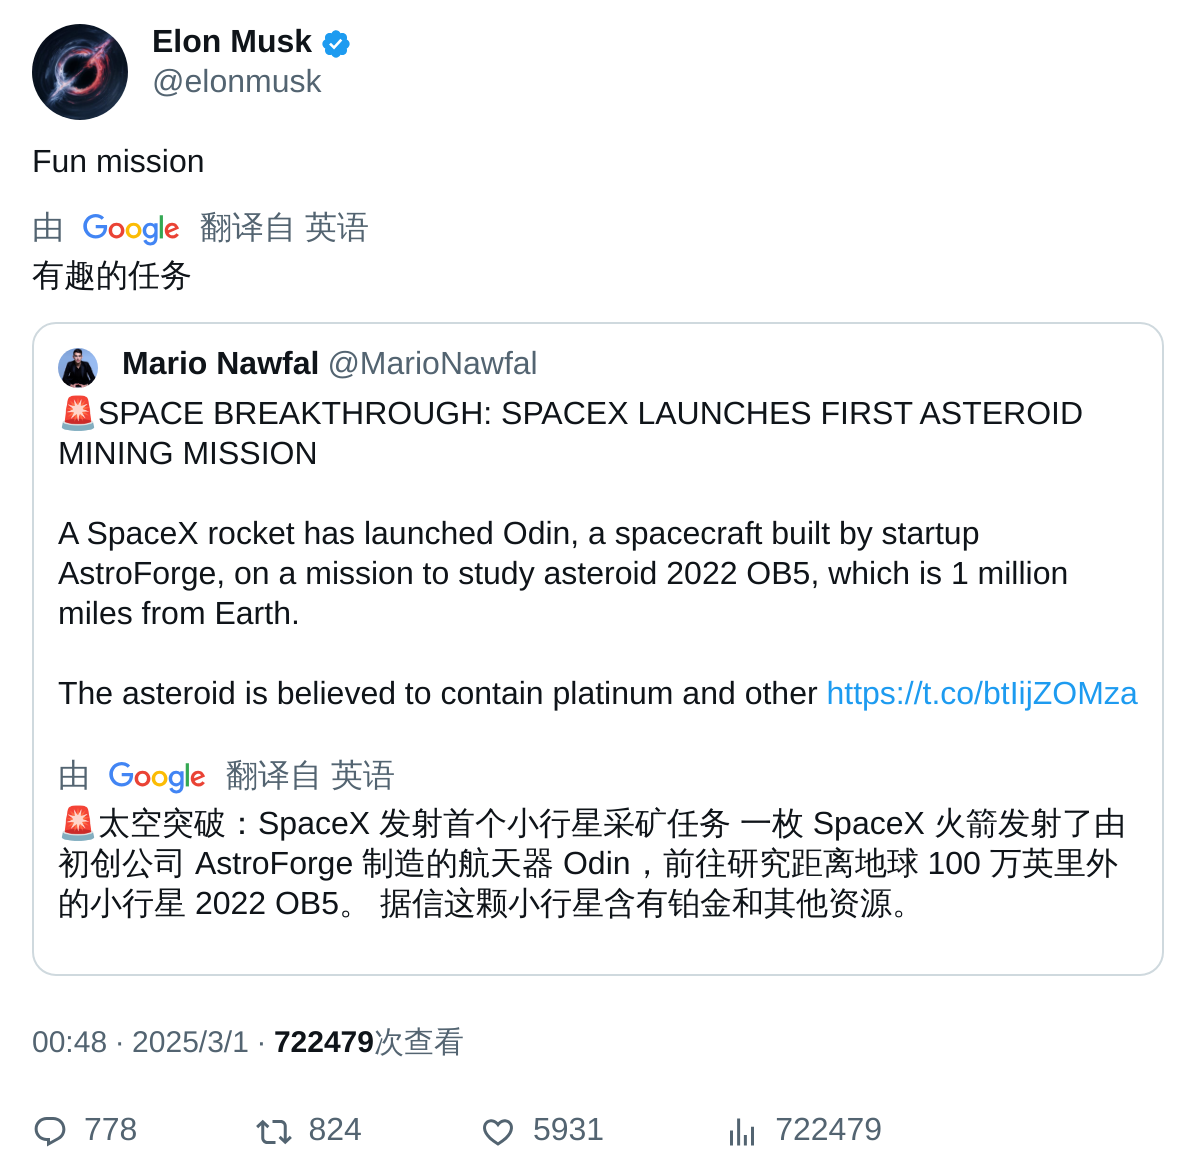 Elon Musk
@elonmusk
Fun mission
由 Google 翻译自 英语
有趣的任务
Mario Nawfal @MarioNawfal
🚨SPACE BREAKTHROUGH: SPACEX LAUNCHES FIRST ASTEROID
MINING MISSION
A SpaceX rocket has launched Odin, a spacecraft built by startup
AstroForge, on a mission to study asteroid 2022 OB5, which is 1 million
miles from Earth.
The asteroid is believed to contain platinum and other https://t.co/btIijZOMza
由 Google 翻译自 英语
🚨太空突破：SpaceX 发射首个小行星采矿任务 一枚 SpaceX 火箭发射了由
初创公司 AstroForge 制造的航天器 Odin，前往研究距离地球 100 万英里外
的小行星 2022 OB5。 据信这颗小行星含有铂金和其他资源。
00:48 · 2025/3/1 · 722479次查看
778 824 5931 722479